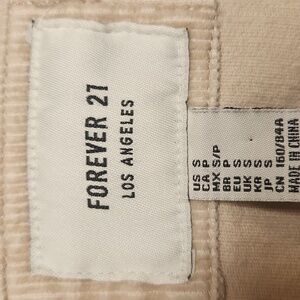 FOREVER 21
LOS ANGELES
US S
CA P
MX S/P
BR P
EU S
UK S
KR S
JP S
CN 160/84A
MADE IN CHINA